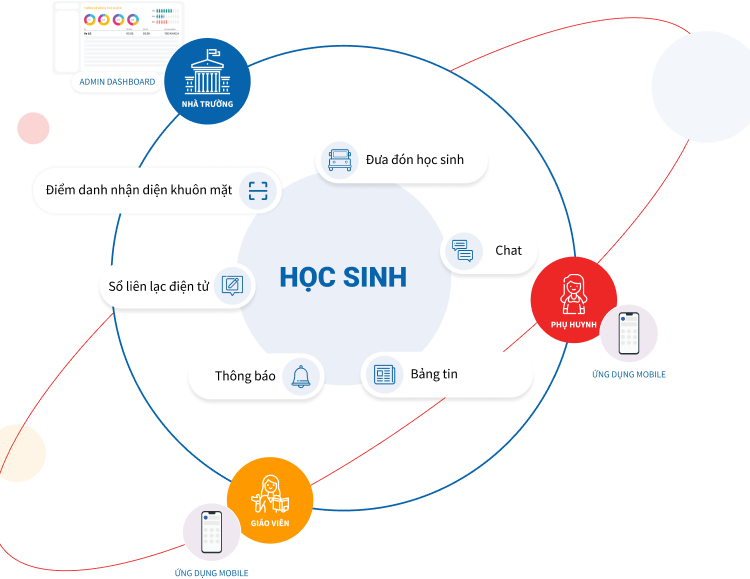 ADMIN DASHBOARD
NHÀ TRƯỜNG
Đưa đón học sinh
Điểm danh nhận diện khuôn mặt
Chat
HỌC SINH
Sổ liên lạc điện tử
PHỤ HUYNH
Thông báo
Bảng tin
ỨNG DỤNG MOBILE
GIÁO VIÊN
ỨNG DỤNG MOBILE